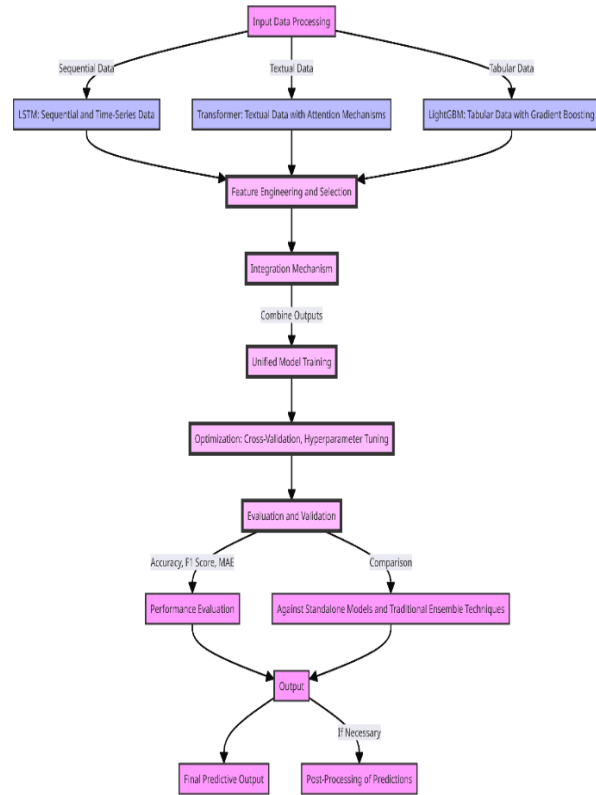 Input Data Processing
Sequential Data
Textual Data
Tabular Data
LSTM: Sequential and Time-Series Data
Transformer: Textual Data with Attention Mechanisms
LightGBM: Tabular Data with Gradient Boosting
Feature Engineering and Selection
Integration Mechanism
Combine Outputs
Unified Model Training
Optimization: Cross-Validation, Hyperparameter Tuning
Evaluation and Validation
Accuracy, F1 Score, MAE
Comparison
Performance Evaluation
Against Standalone Models and Traditional Ensemble Techniques
Output
If Necessary
Final Predictive Output
Post-Processing of Predictions